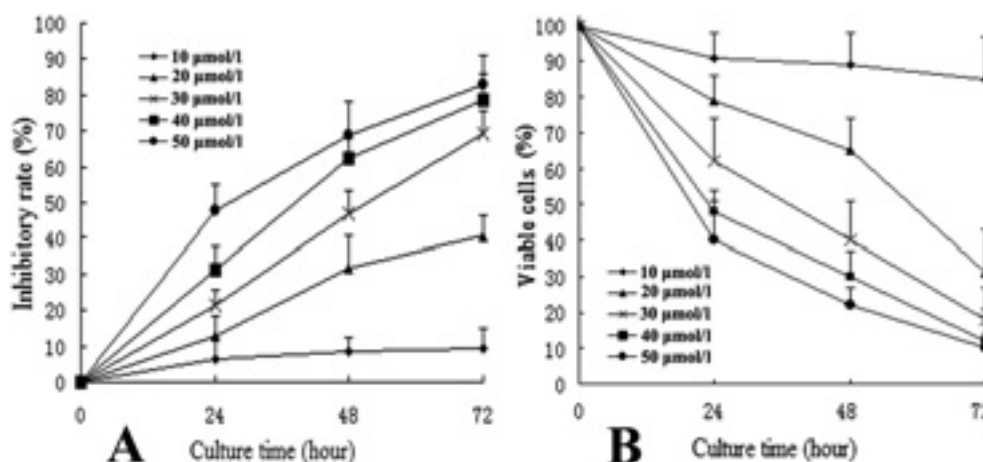 100
90
80
70
60
50
40
30
20
10
0
Inhibitory rate (%)
10 µmol/l
20 µmol/l
30 µmol/l
40 µmol/l
50 µmol/l
0 24 48 72
A Culture time (hour)
100
90
80
70
60
50
40
30
20
10
0
Viable cells (%)
10 µmol/l
20 µmol/l
30 µmol/l
40 µmol/l
50 µmol/l
0 24 48 72
B Culture time (hour)